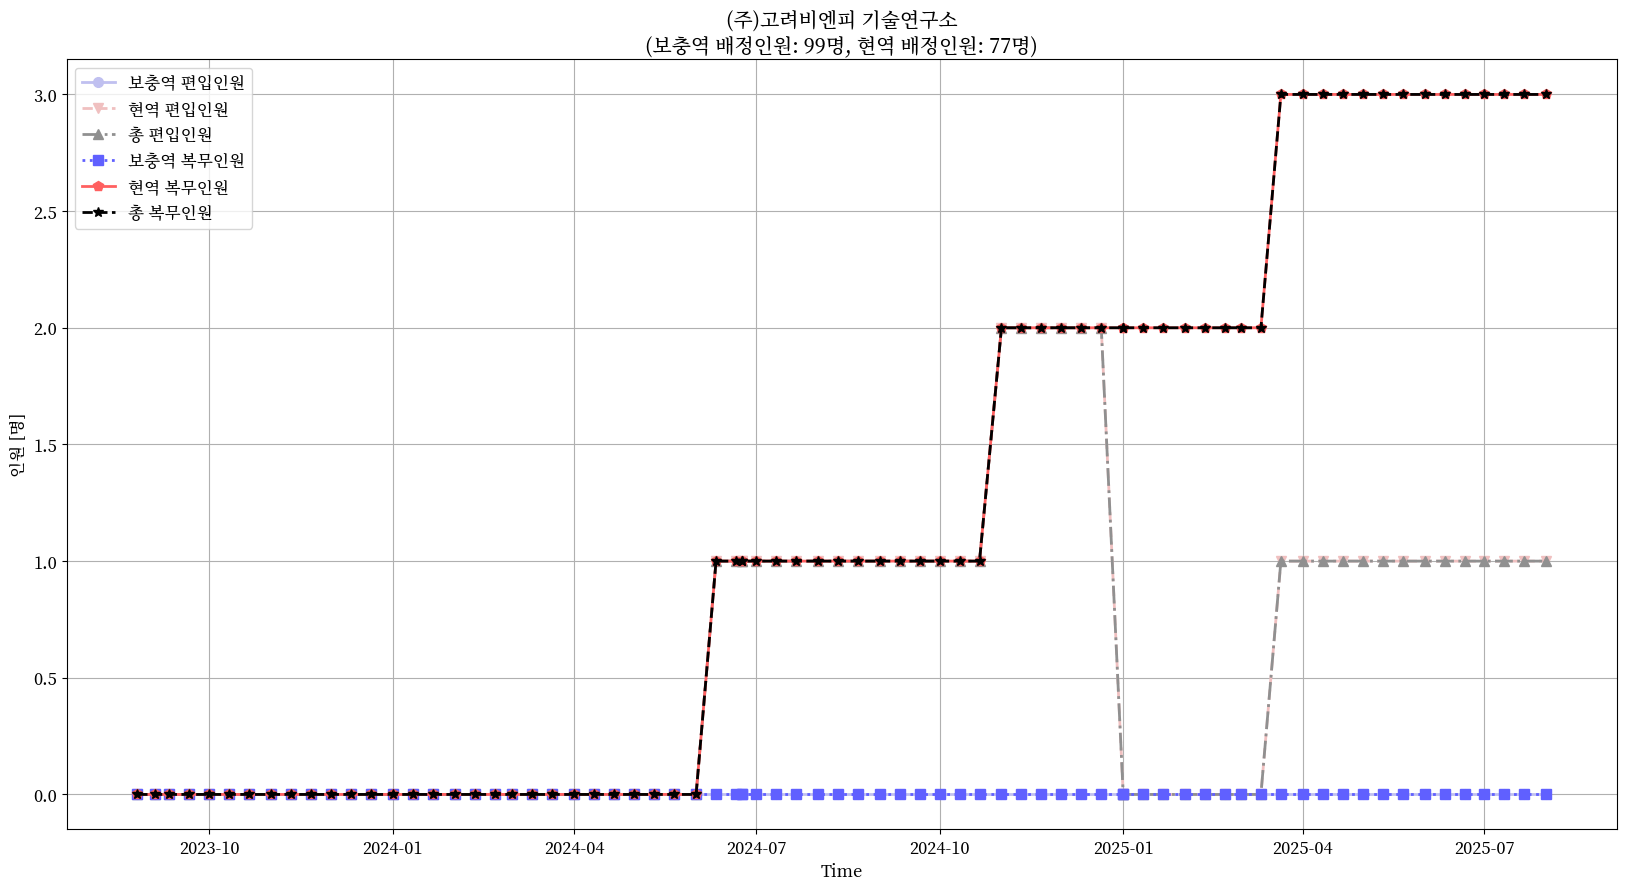 (주)고려비엔피 기술연구소
(보충역 배정인원: 99명, 현역 배정인원: 77명)
보충역 편입인원
현역 편입인원
총 편입인원
보충역 복무인원
현역 복무인원
총 복무인원
인원 [명]
3.0
2.5
2.0
1.5
1.0
0.5
0.0
2023-10
2024-01
2024-04
2024-07
2024-10
2025-01
2025-04
2025-07
Time